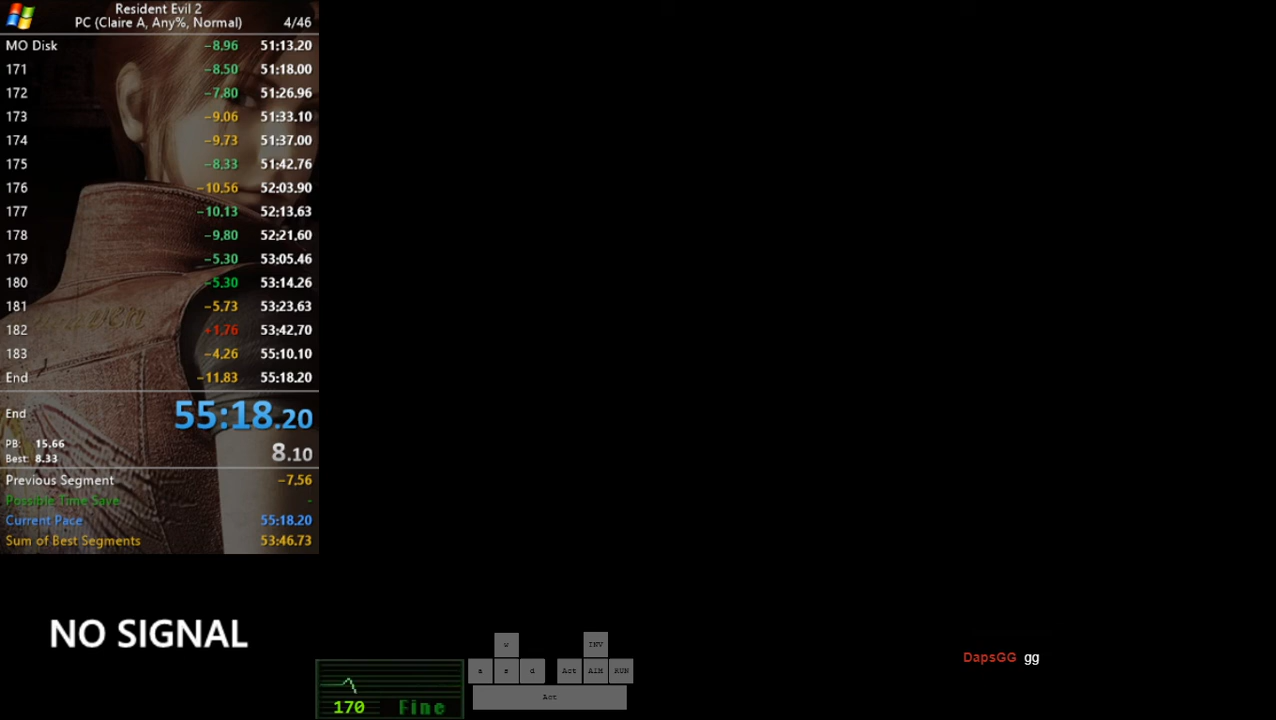 Resident Evil 2
PC (Claire A, Any%, Normal) 4/46
MO Disk -8.96 51:13.20
171 -8.50 51:18.00
172 -7.80 51:26.96
173 -9.06 51:33.10
174 -9.73 51:37.00
175 -8.33 51:42.76
176 -10.56 52:03.90
177 -10.13 52:13.63
178 -9.80 52:21.60
179 -5.30 53:05.46
180 -5.30 53:14.26
181 -5.73 53:23.63
182 +1.76 53:42.70
183 -4.26 55:10.10
End -11.83 55:18.20
End 55:18.20
PB: 15.66
Best: 8.33 8.10
Previous Segment -7.56
Possible Time Save -
Current Pace 55:18.20
Sum of Best Segments 53:46.73
NO SIGNAL
w INV
a s d Act AIM RUN
Act
DapsGG gg
170 Fine